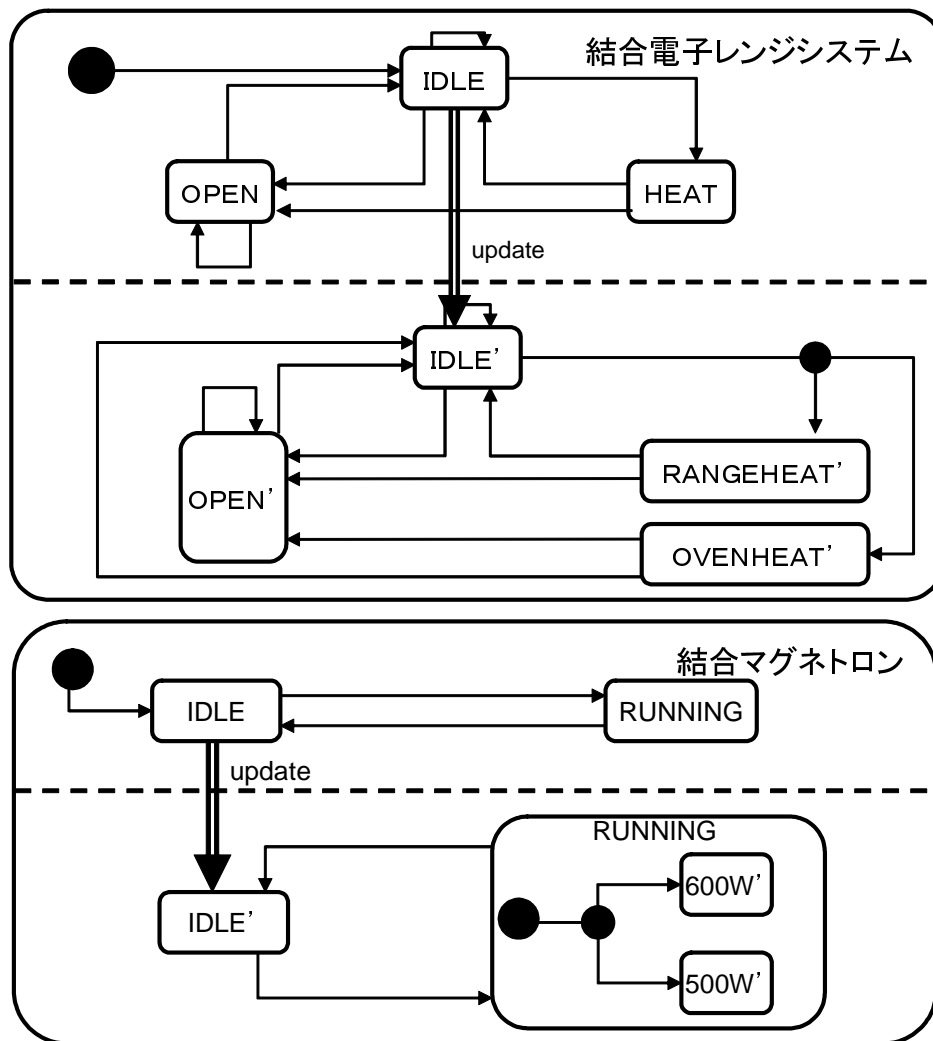 結合電子レンジシステム
IDLE
OPEN
HEAT
update
IDLE'
OPEN'
RANGEHEAT'
OVENHEAT'
結合マグネトロン
IDLE
RUNNING
update
RUNNING
600W'
IDLE'
500W'